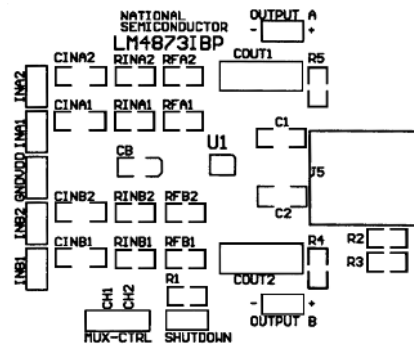 NATIONAL
SEMICONDUCTOR
LM4873IBP
OUTPUT A
- +
CINA2 RINA2 RFA2 COUT1 R5
INA2
CINA1 RINA1 RFA1
INA1
C1
U1
CB
GNDVDD
J5
C2
CINB2 RINB2 RFB2
INB2
R2
CINB1 RINB1 RFB1 R4
R3
INB1
COUT2
R1
CH1
CH2
- +
MUX-CTRL SHUTDOWN OUTPUT B